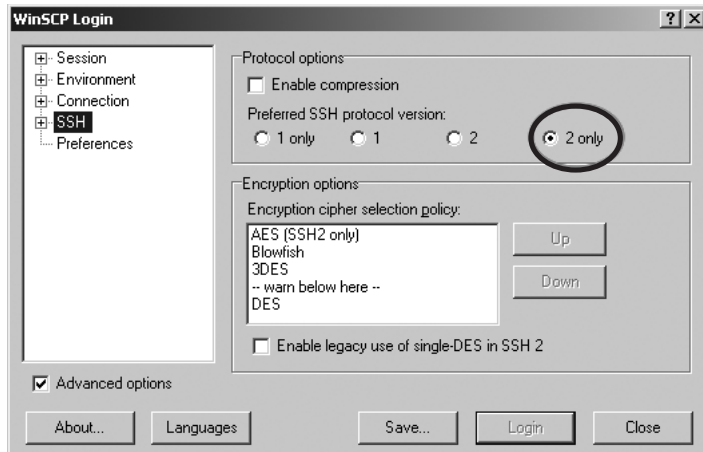 WinSCP Login
Session
Environment
Connection
SSH
Preferences
Advanced options
Protocol options
Enable compression
Preferred SSH protocol version:
1 only 1 2 2 only
Encryption options
Encryption cipher selection policy:
AES (SSH2 only)
Blowfish
3DES
-- warn below here --
DES
Up
Down
Enable legacy use of single-DES in SSH 2
About... Languages Save... Login Close